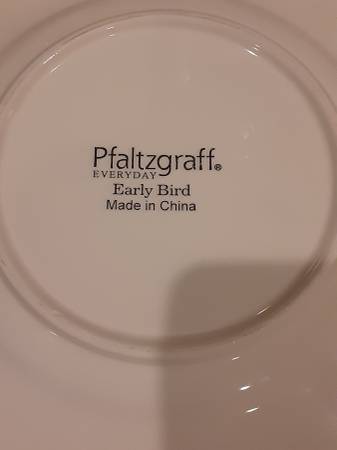 Pfaltzgraff®
EVERYDAY
Early Bird
Made in China